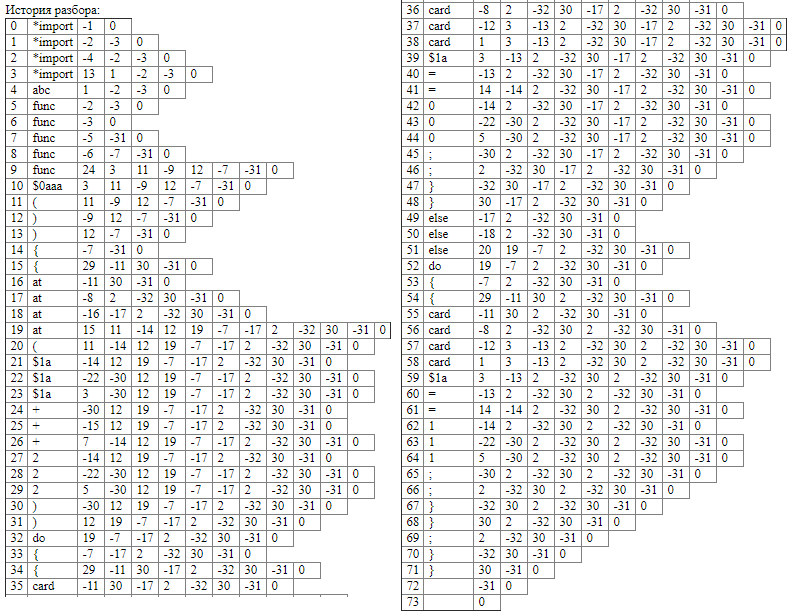 История разбора:
0 *import -1 0
1 *import -2 -3 0
2 *import -4 -2 -3 0
3 *import 13 1 -2 -3 0
4 abc 1 -2 -3 0
5 func -2 -3 0
6 func -3 0
7 func -5 -31 0
8 func -6 -7 -31 0
9 func 24 3 11 -9 12 -7 -31 0
10 $0aaa 3 11 -9 12 -7 -31 0
11 ( 11 -9 12 -7 -31 0
12 ) -9 12 -7 -31 0
13 ) 12 -7 -31 0
14 { -7 -31 0
15 { 29 -11 30 -31 0
16 at -11 30 -31 0
17 at -8 2 -32 30 -31 0
18 at -16 -17 2 -32 30 -31 0
19 at 15 11 -14 12 19 -7 -17 2 -32 30 -31 0
20 ( 11 -14 12 19 -7 -17 2 -32 30 -31 0
21 $1a -14 12 19 -7 -17 2 -32 30 -31 0
22 $1a -22 -30 12 19 -7 -17 2 -32 30 -31 0
23 $1a 3 -30 12 19 -7 -17 2 -32 30 -31 0
24 + -30 12 19 -7 -17 2 -32 30 -31 0
25 + -15 12 19 -7 -17 2 -32 30 -31 0
26 + 7 -14 12 19 -7 -17 2 -32 30 -31 0
27 2 -14 12 19 -7 -17 2 -32 30 -31 0
28 2 -22 -30 12 19 -7 -17 2 -32 30 -31 0
29 2 5 -30 12 19 -7 -17 2 -32 30 -31 0
30 ) -30 12 19 -7 -17 2 -32 30 -31 0
31 ) 12 19 -7 -17 2 -32 30 -31 0
32 do 19 -7 -17 2 -32 30 -31 0
33 { -7 -17 2 -32 30 -31 0
34 { 29 -11 30 -17 2 -32 30 -31 0
35 card -11 30 -17 2 -32 30 -31 0
36 card -8 2 -32 30 -17 2 -32 30 -31 0
37 card -12 3 -13 2 -32 30 -17 2 -32 30 -31 0
38 card 1 3 -13 2 -32 30 -17 2 -32 30 -31 0
39 $1a 3 -13 2 -32 30 -17 2 -32 30 -31 0
40 = -13 2 -32 30 -17 2 -32 30 -31 0
41 = 14 -14 2 -32 30 -17 2 -32 30 -31 0
42 0 -14 2 -32 30 -17 2 -32 30 -31 0
43 0 -22 -30 2 -32 30 -17 2 -32 30 -31 0
44 0 5 -30 2 -32 30 -17 2 -32 30 -31 0
45 ; -30 2 -32 30 -17 2 -32 30 -31 0
46 ; 2 -32 30 -17 2 -32 30 -31 0
47 } -32 30 -17 2 -32 30 -31 0
48 } 30 -17 2 -32 30 -31 0
49 else -17 2 -32 30 -31 0
50 else -18 2 -32 30 -31 0
51 else 20 19 -7 2 -32 30 -31 0
52 do 19 -7 2 -32 30 -31 0
53 { -7 2 -32 30 -31 0
54 { 29 -11 30 2 -32 30 -31 0
55 card -11 30 2 -32 30 -31 0
56 card -8 2 -32 30 2 -32 30 -31 0
57 card -12 3 -13 2 -32 30 2 -32 30 -31 0
58 card 1 3 -13 2 -32 30 2 -32 30 -31 0
59 $1a 3 -13 2 -32 30 2 -32 30 -31 0
60 = -13 2 -32 30 2 -32 30 -31 0
61 = 14 -14 2 -32 30 2 -32 30 -31 0
62 1 -14 2 -32 30 2 -32 30 -31 0
63 1 -22 -30 2 -32 30 2 -32 30 -31 0
64 1 5 -30 2 -32 30 2 -32 30 -31 0
65 ; -30 2 -32 30 2 -32 30 -31 0
66 ; 2 -32 30 2 -32 30 -31 0
67 } -32 30 2 -32 30 -31 0
68 } 30 2 -32 30 -31 0
69 ; 2 -32 30 -31 0
70 } -32 30 -31 0
71 } 30 -31 0
72 -31 0
73 0